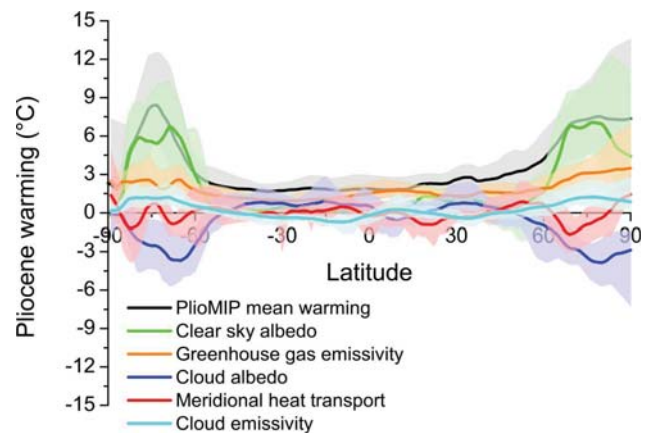 15
12
9
6
3
0
-3
-6
-9
-12
-15
Pliocene warming (°C)
-90 -60 -30 0 30 60 90
Latitude
PlioMIP mean warming
Clear sky albedo
Greenhouse gas emissivity
Cloud albedo
Meridional heat transport
Cloud emissivity